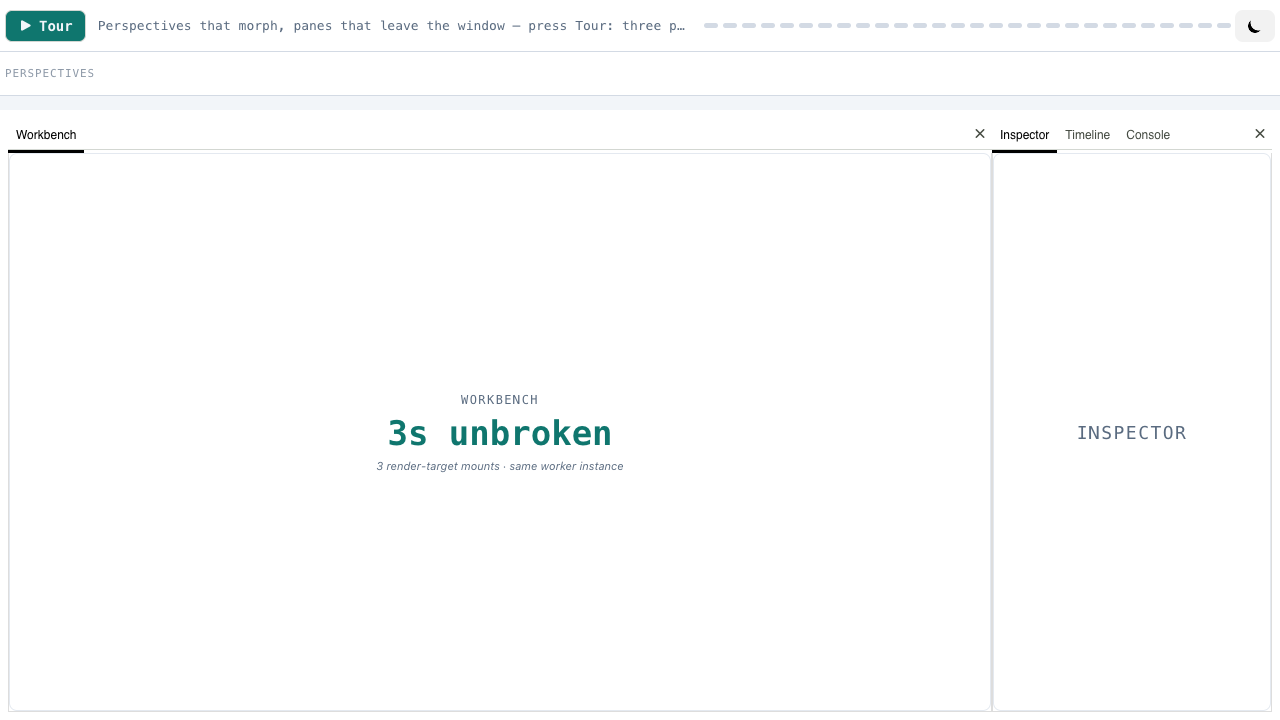 Tour
Perspectives that morph, panes that leave the window — press Tour: three p…
PERSPECTIVES
Workbench
Inspector Timeline Console
WORKBENCH
3s unbroken
3 render-target mounts · same worker instance
INSPECTOR